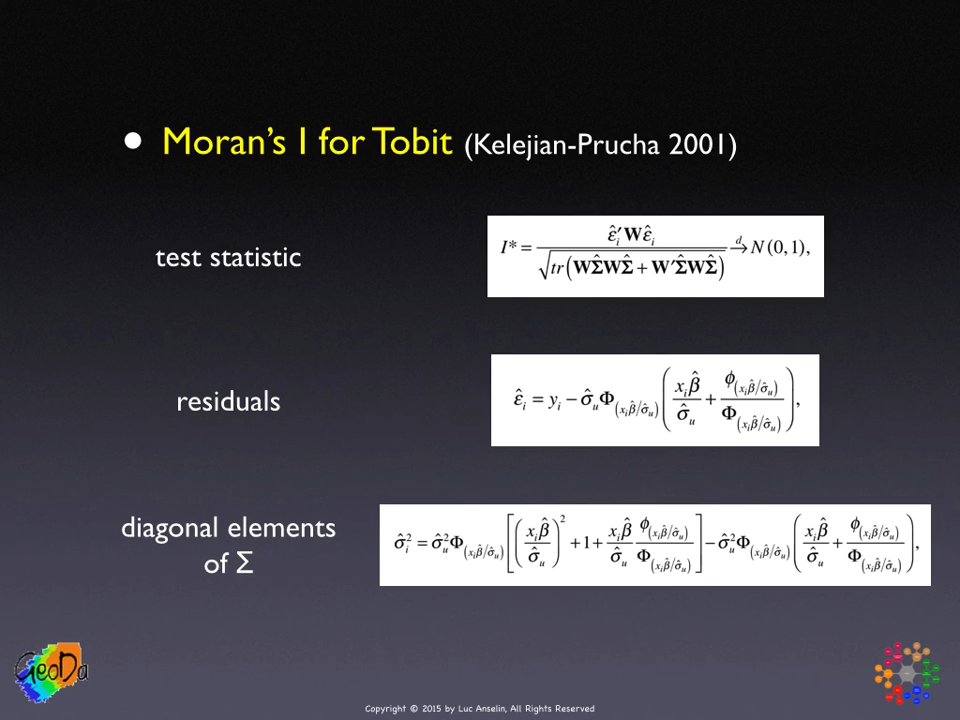 • Moran's I for Tobit (Kelejian-Prucha 2001)
test statistic
I* = ε̂ᵢ′Wε̂ᵢ / √tr(WΣ̂WΣ̂ + W′Σ̂WΣ̂) →ᵈ N(0,1),
residuals
ε̂ᵢ = yᵢ − σ̂ᵤΦ(xᵢβ̂/σ̂ᵤ) (xᵢβ̂/σ̂ᵤ + ϕ(xᵢβ̂/σ̂ᵤ)/Φ(xᵢβ̂/σ̂ᵤ)),
diagonal elements
of Σ
σ̂ᵢ² = σ̂ᵤ²Φ(xᵢβ̂/σ̂ᵤ) [(xᵢβ̂/σ̂ᵤ)² + 1 + xᵢβ̂/σ̂ᵤ ϕ(xᵢβ̂/σ̂ᵤ)/Φ(xᵢβ̂/σ̂ᵤ)] − σ̂ᵤ²Φ(xᵢβ̂/σ̂ᵤ) (xᵢβ̂/σ̂ᵤ + ϕ(xᵢβ̂/σ̂ᵤ)/Φ(xᵢβ̂/σ̂ᵤ)),
GeoDa
Copyright © 2015 by Luc Anselin, All Rights Reserved